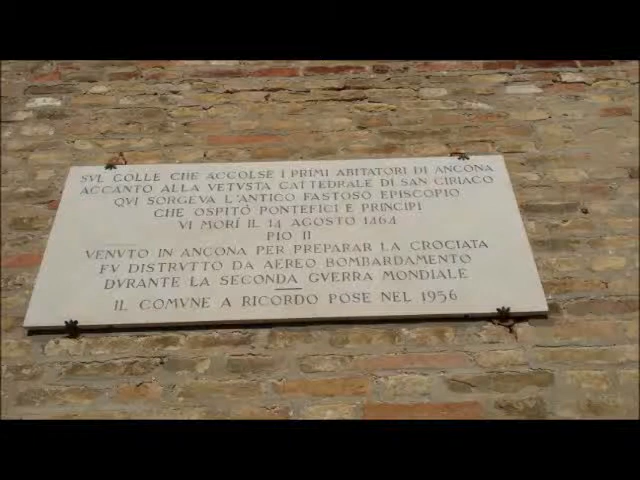 SVL COLLE CHE ACCOLSE I PRIMI ABITATORI DI ANCONA
ACCANTO ALLA VETVSTA CATTEDRALE DI SAN CIRIACO
QVI SORGEVA L'ANTICO FASTOSO EPISCOPIO
CHE OSPITÒ PONTEFICI E PRINCIPI
VI MORÍ IL 14 AGOSTO 1464
PIO II
VENVTO IN ANCONA PER PREPARAR LA CROCIATA
FV DISTRVTTO DA AEREO BOMBARDAMENTO
DVRANTE LA SECONDA GVERRA MONDIALE
IL COMVNE A RICORDO POSE NEL 1956